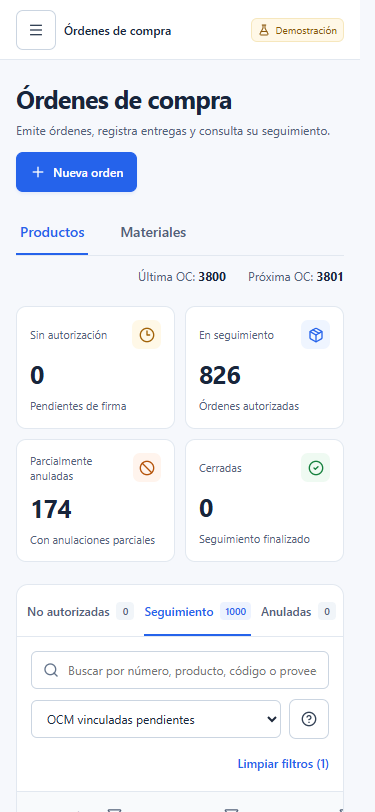 Órdenes de compra
Demostración
Órdenes de compra
Emite órdenes, registra entregas y consulta su seguimiento.
Nueva orden
Productos Materiales
Última OC: 3800 Próxima OC: 3801
Sin autorización
0
Pendientes de firma
En seguimiento
826
Órdenes autorizadas
Parcialmente
anuladas
174
Con anulaciones parciales
Cerradas
0
Seguimiento finalizado
No autorizadas 0 Seguimiento 1000 Anuladas 0
Buscar por número, producto, código o provee
OCM vinculadas pendientes
Limpiar filtros (1)